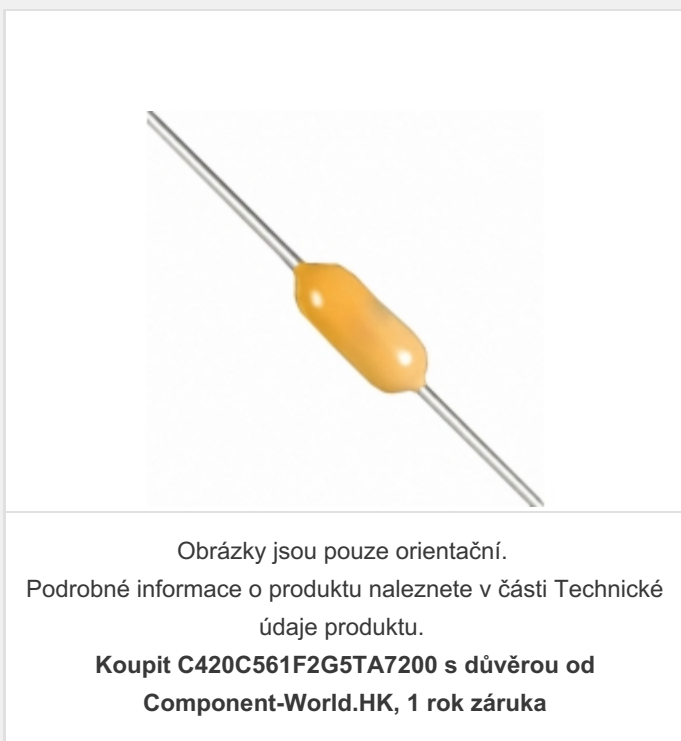 Obrázky jsou pouze orientační.
Podrobné informace o produktu naleznete v části Technické
údaje produktu.
Koupit C420C561F2G5TA7200 s důvěrou od
Component-World.HK, 1 rok záruka